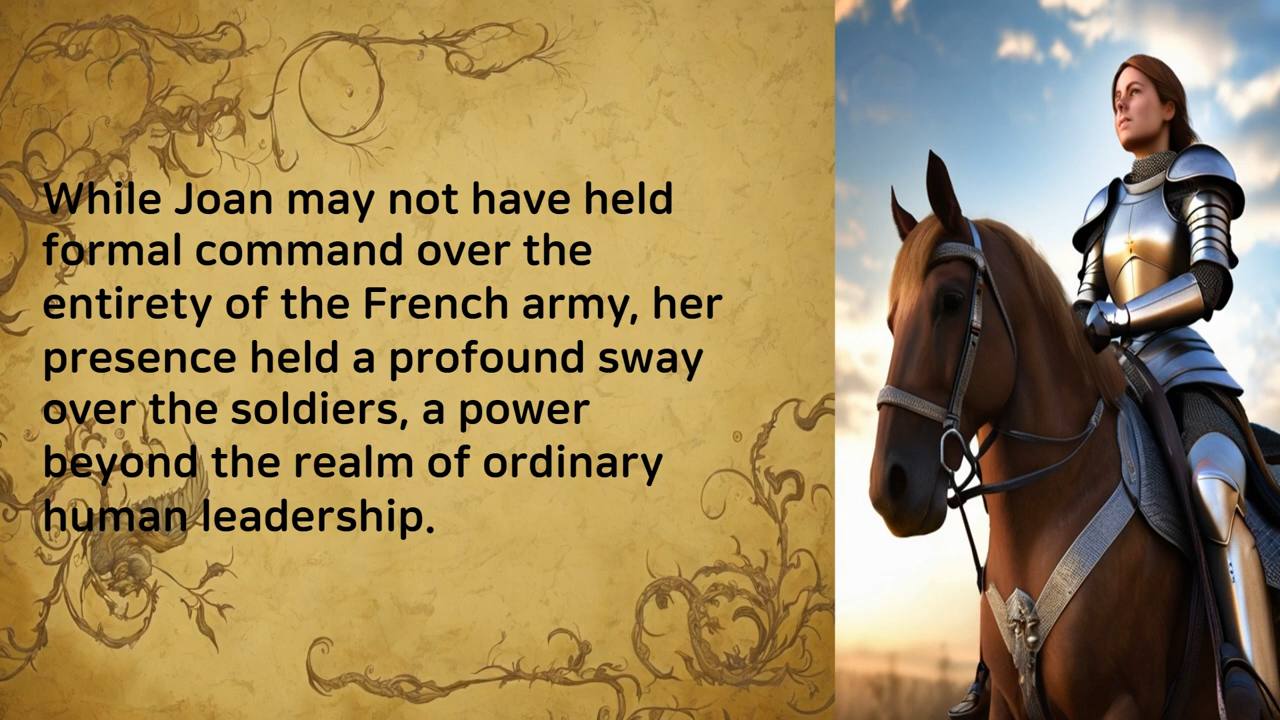 While Joan may not have held
formal command over the
entirety of the French army, her
presence held a profound sway
over the soldiers, a power
beyond the realm of ordinary
human leadership.